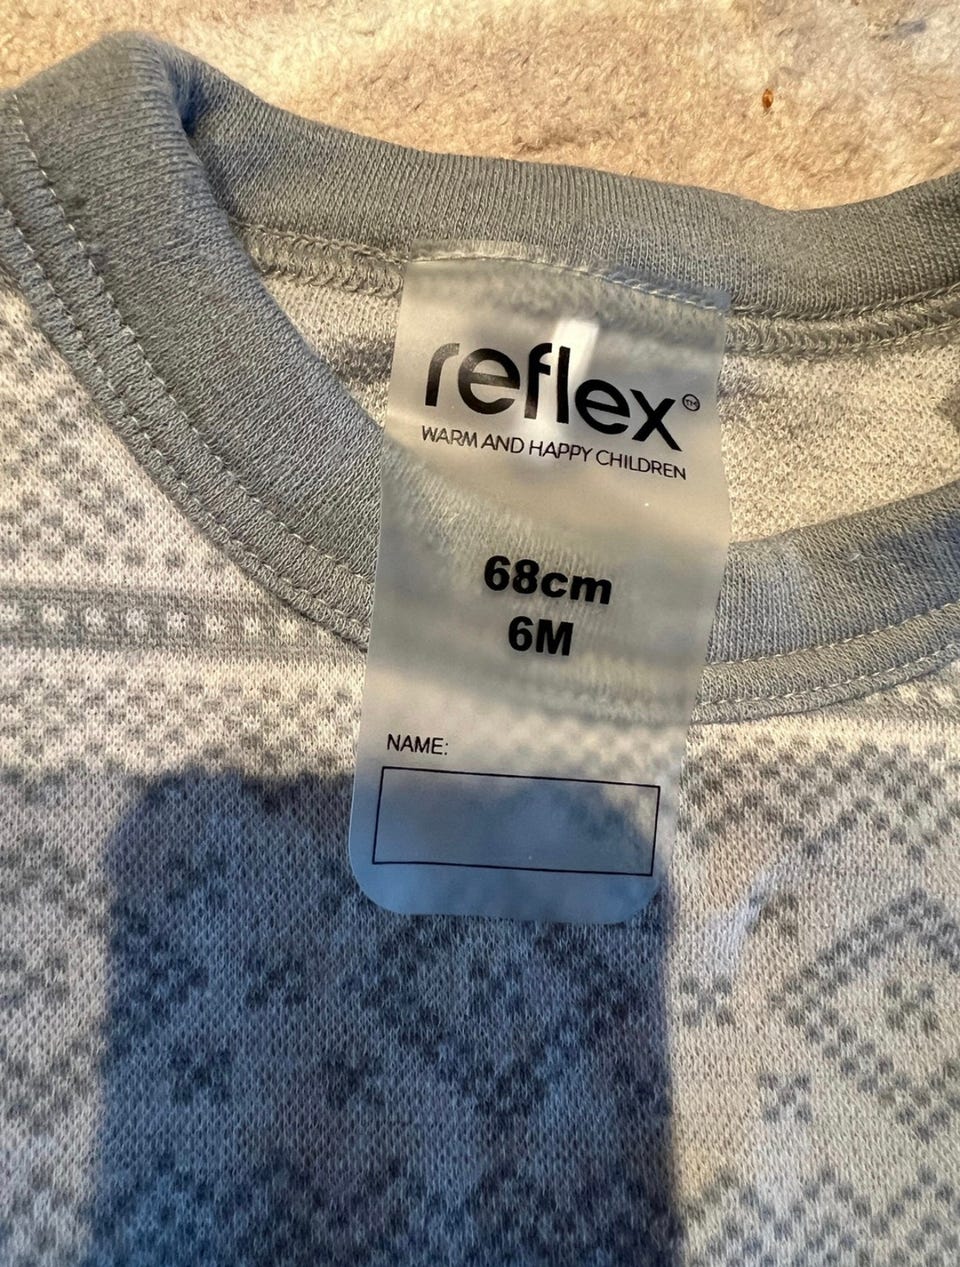 reflex™
WARM AND HAPPY CHILDREN
68cm
6M
NAME: